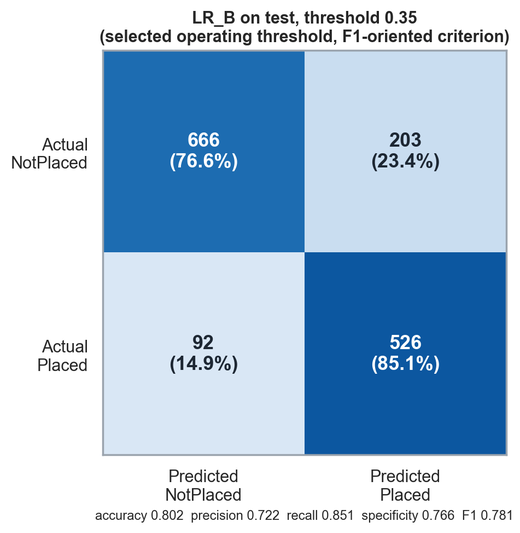 LR_B on test, threshold 0.35
(selected operating threshold, F1-oriented criterion)
Actual
NotPlaced
666
(76.6%)
203
(23.4%)
Actual
Placed
92
(14.9%)
526
(85.1%)
Predicted
NotPlaced
Predicted
Placed
accuracy 0.802  precision 0.722  recall 0.851  specificity 0.766  F1 0.781